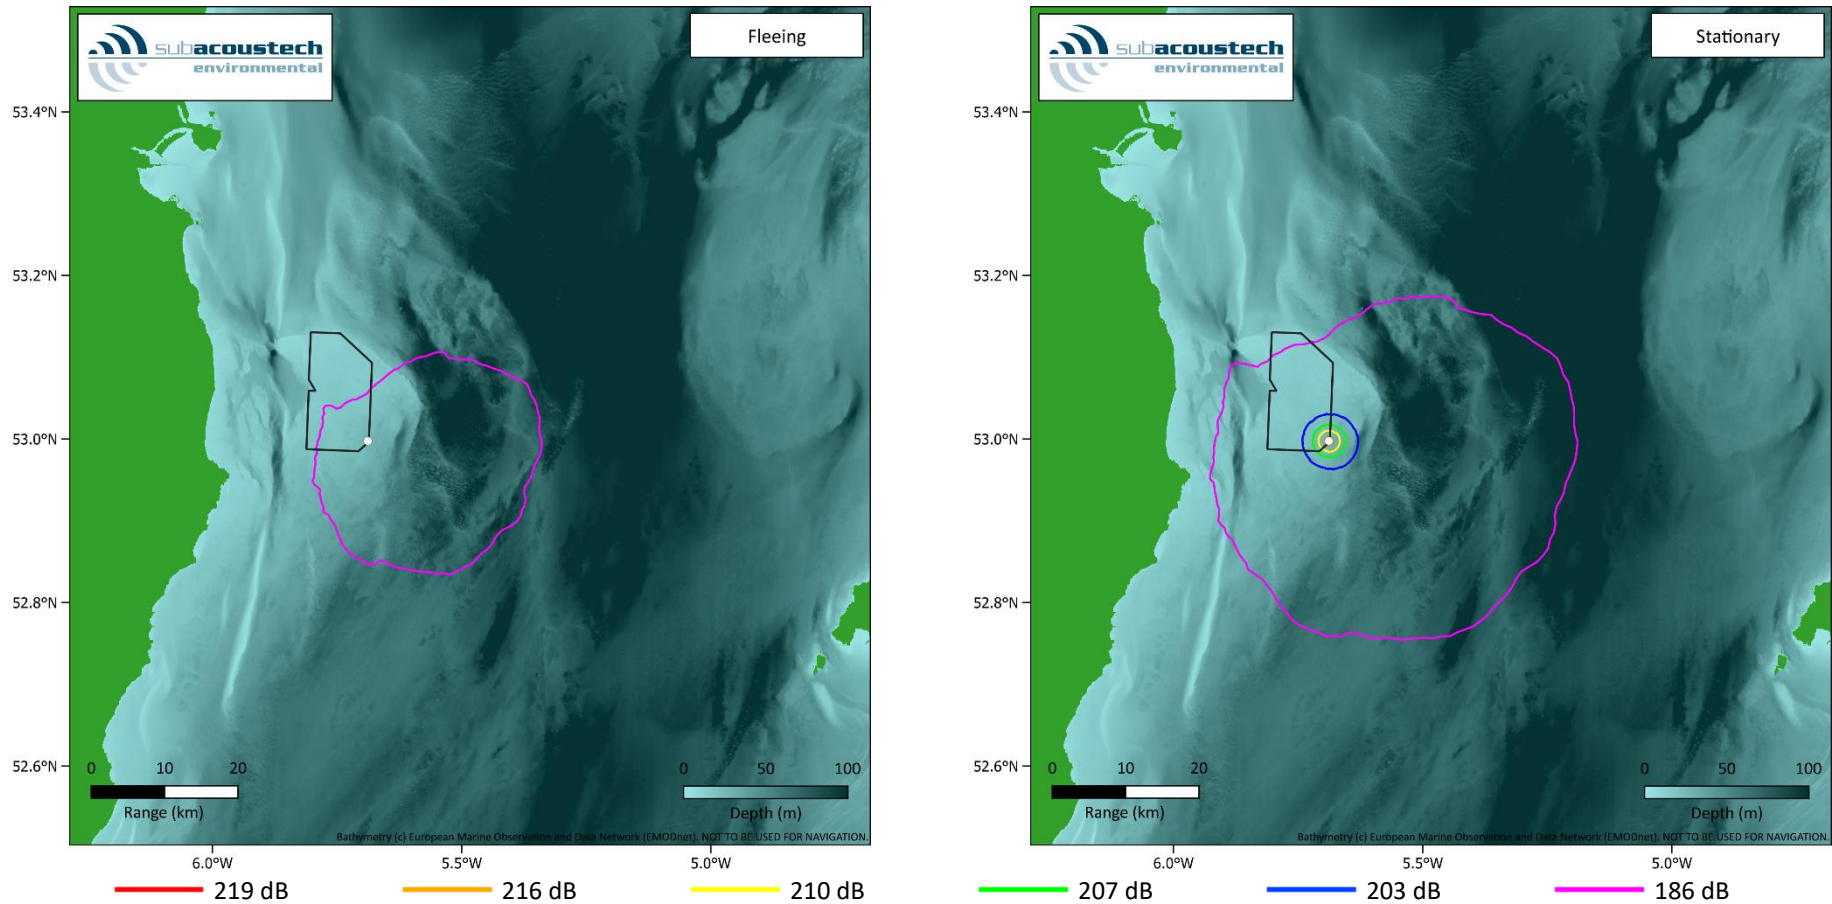 subacoustech
environmental
Fleeing
53.4°N
53.2°N
53.0°N
52.8°N
52.6°N
0 10 20
Range (km)
0 50 100
Depth (m)
Bathymetry (c) European Marine Observation and Data Network (EMODnet). NOT TO BE USED FOR NAVIGATION.
6.0°W 5.5°W 5.0°W
subacoustech
environmental
Stationary
53.4°N
53.2°N
53.0°N
52.8°N
52.6°N
0 10 20
Range (km)
0 50 100
Depth (m)
Bathymetry (c) European Marine Observation and Data Network (EMODnet). NOT TO BE USED FOR NAVIGATION.
6.0°W 5.5°W 5.0°W
219 dB 216 dB 210 dB 207 dB 203 dB 186 dB